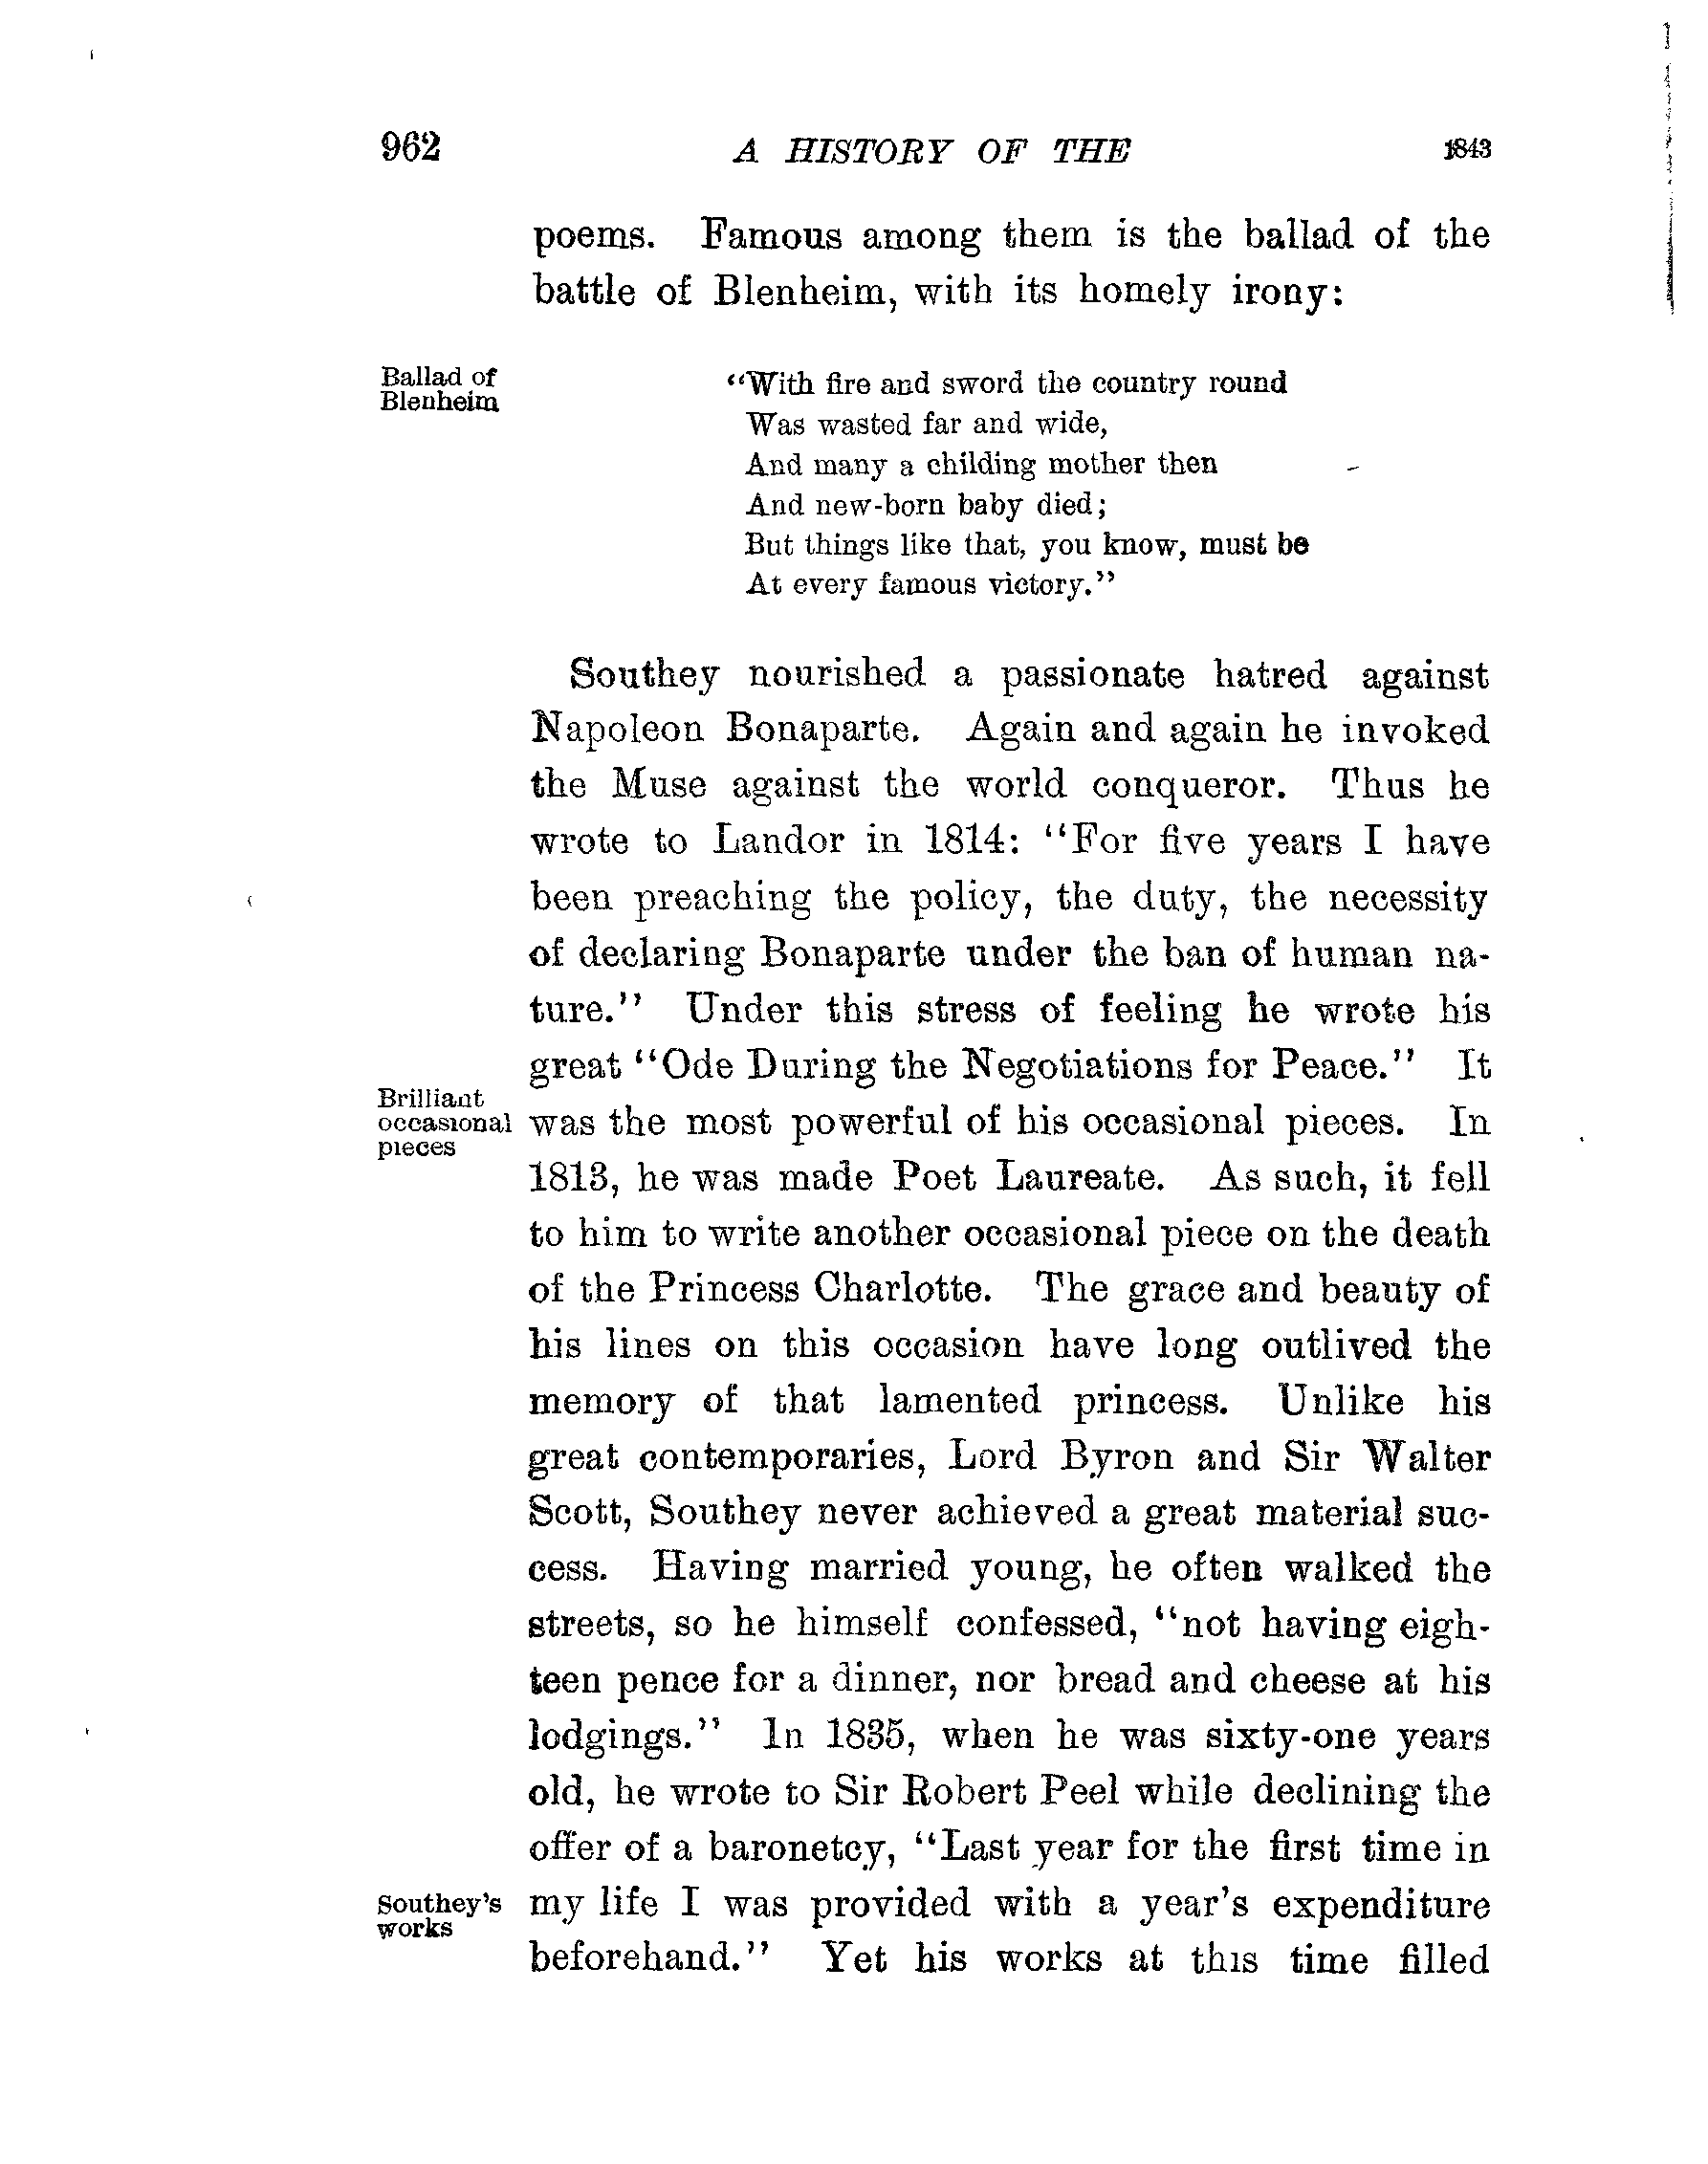 962 A HISTORY OF THE 1843
poems. Famous among them is the ballad of the
battle of Blenheim, with its homely irony:
Ballad of
Blenheim
“With fire and sword the country round
Was wasted far and wide,
And many a childing mother then
And new-born baby died;
But things like that, you know, must be
At every famous victory.”
Southey nourished a passionate hatred against
Napoleon Bonaparte. Again and again he invoked
the Muse against the world conqueror. Thus he
wrote to Landor in 1814: “For five years I have
been preaching the policy, the duty, the necessity
of declaring Bonaparte under the ban of human na-
ture.” Under this stress of feeling he wrote his
great “Ode During the Negotiations for Peace.” It
Brilliant
occasional
pieces
was the most powerful of his occasional pieces. In
1813, he was made Poet Laureate. As such, it fell
to him to write another occasional piece on the death
of the Princess Charlotte. The grace and beauty of
his lines on this occasion have long outlived the
memory of that lamented princess. Unlike his
great contemporaries, Lord Byron and Sir Walter
Scott, Southey never achieved a great material suc-
cess. Having married young, he often walked the
streets, so he himself confessed, “not having eigh-
teen pence for a dinner, nor bread and cheese at his
lodgings.” In 1835, when he was sixty-one years
old, he wrote to Sir Robert Peel while declining the
offer of a baronetcy, “Last year for the first time in
Southey's
works
my life I was provided with a year's expenditure
beforehand.” Yet his works at this time filled